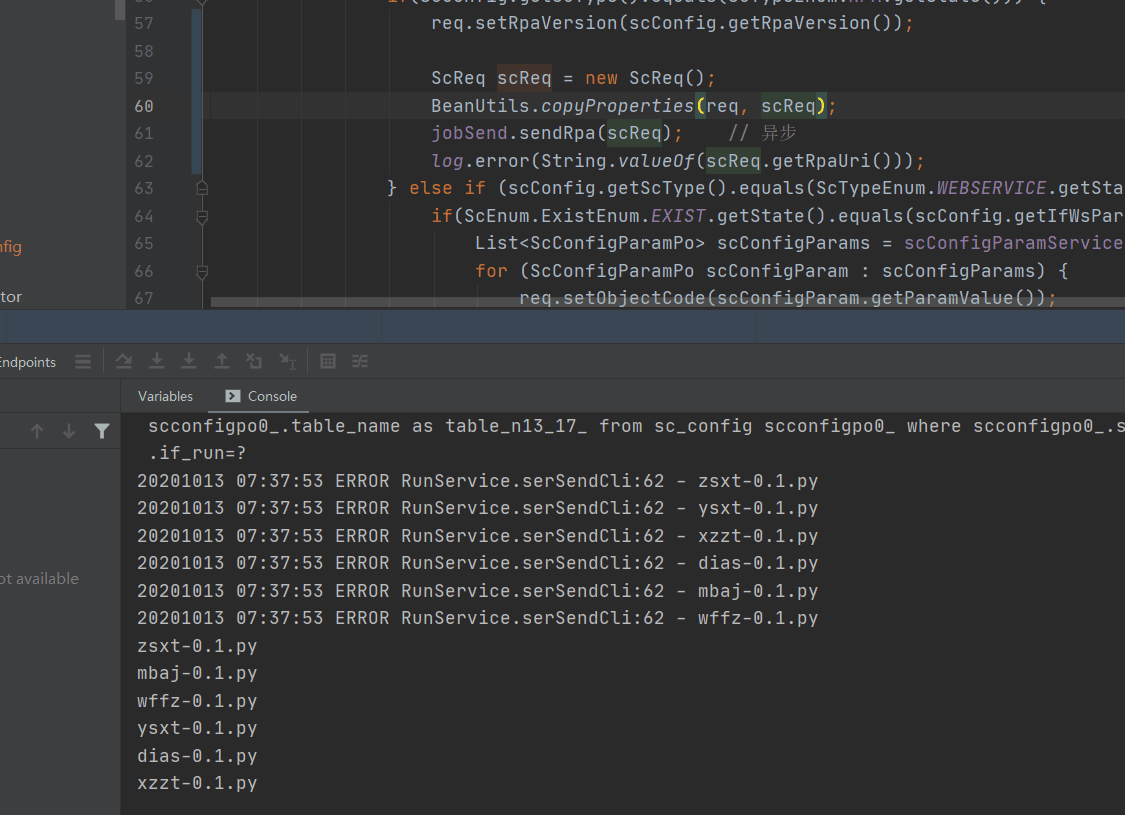 57 req.setRpaVersion(scConfig.getRpaVersion());
58
59 ScReq scReq = new ScReq();
60 BeanUtils.copyProperties(req, scReq);
61 jobSend.sendRpa(scReq); // 异步
62 log.error(String.valueOf(scReq.getRpaUri()));
63 } else if (scConfig.getScType().equals(ScTypeEnum.WEBSERVICE.getSta
64 if(ScEnum.ExistEnum.EXIST.getState().equals(scConfig.getIfWsPar
65 List<ScConfigParamPo> scConfigParams = scConfigParamService
nfig
66 for (ScConfigParamPo scConfigParam : scConfigParams) {
tor
67 req.setObjectCode(scConfigParam.getParamValue());
Endpoints
Variables Console
scconfigpo0_.table_name as table_n13_17_ from sc_config scconfigpo0_ where scconfigpo0_.s
.if_run=?
20201013 07:37:53 ERROR RunService.serSendCli:62 - zsxt-0.1.py
20201013 07:37:53 ERROR RunService.serSendCli:62 - ysxt-0.1.py
20201013 07:37:53 ERROR RunService.serSendCli:62 - xzzt-0.1.py
20201013 07:37:53 ERROR RunService.serSendCli:62 - dias-0.1.py
ot available
20201013 07:37:53 ERROR RunService.serSendCli:62 - mbaj-0.1.py
20201013 07:37:53 ERROR RunService.serSendCli:62 - wffz-0.1.py
zsxt-0.1.py
mbaj-0.1.py
wffz-0.1.py
ysxt-0.1.py
dias-0.1.py
xzzt-0.1.py